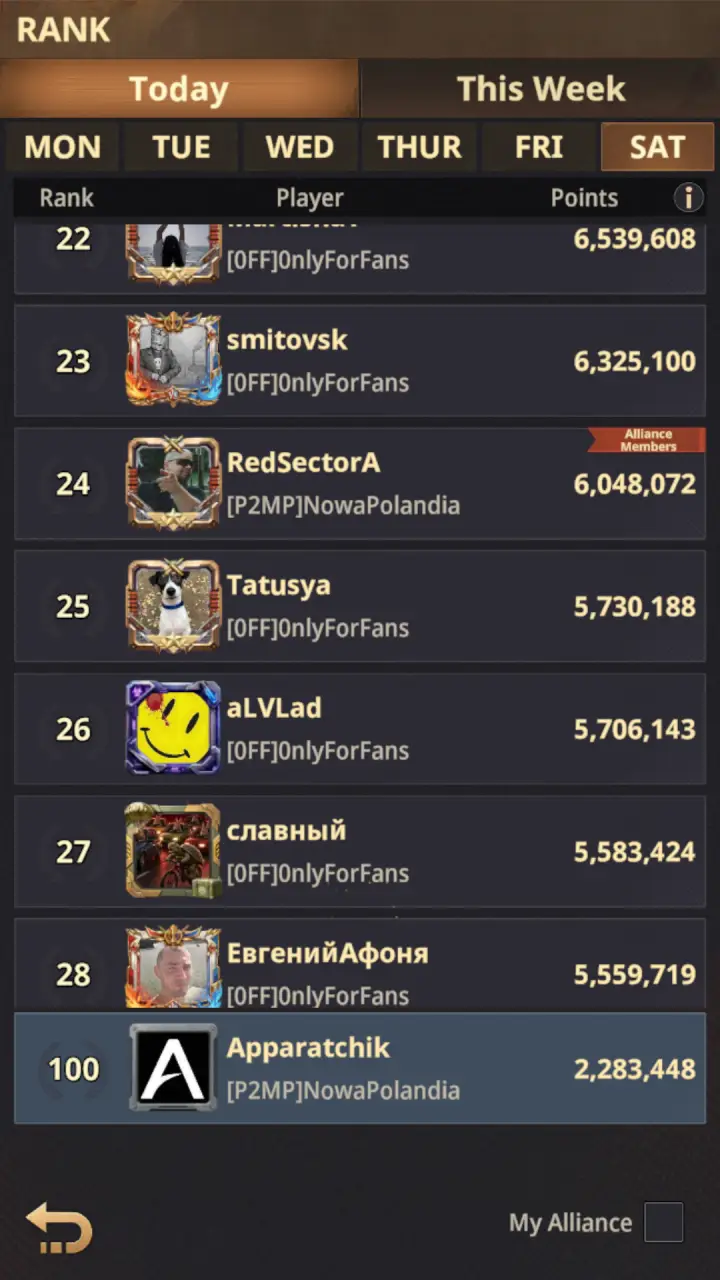 RANK
Today
This Week
MON TUE WED THUR FRI SAT
Rank Player Points
22
[0FF]0nlyForFans
6,539,608
23
smitovsk
[0FF]0nlyForFans
6,325,100
Alliance
Members
24
RedSectorA
[P2MP]NowaPolandia
6,048,072
25
Tatusya
[0FF]0nlyForFans
5,730,188
26
aLVLad
[0FF]0nlyForFans
5,706,143
27
славный
[0FF]0nlyForFans
5,583,424
28
ЕвгенийАфоня
[0FF]0nlyForFans
5,559,719
100
Apparatchik
[P2MP]NowaPolandia
2,283,448
My Alliance